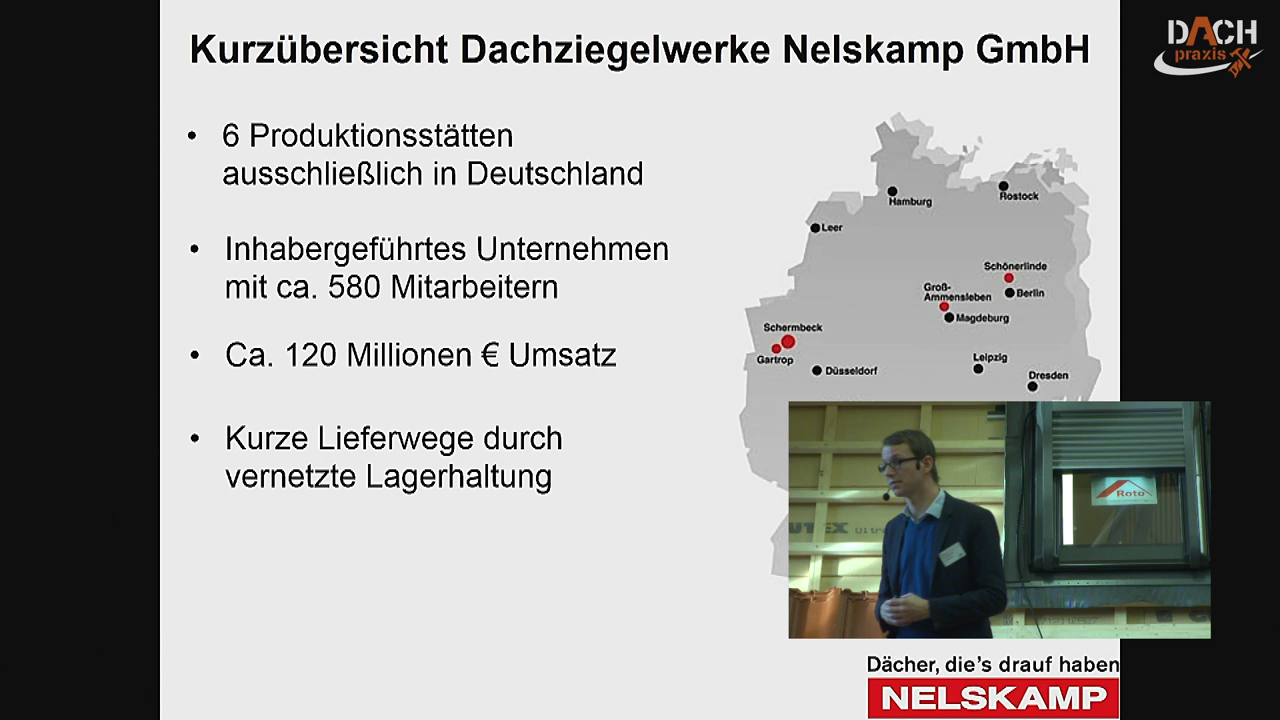 Kurzübersicht Dachziegelwerke Nelskamp GmbH
DACH
praxis
• 6 Produktionsstätten
ausschließlich in Deutschland
• Inhabergeführtes Unternehmen
mit ca. 580 Mitarbeitern
• Ca. 120 Millionen € Umsatz
• Kurze Lieferwege durch
vernetzte Lagerhaltung
Hamburg
Rostock
Leer
Schönerlinde
Berlin
Groß-
Ammensleben
Magdeburg
Schermbeck
Gartrop
Düsseldorf
Leipzig
Dresden
Roto
Dächer, die's drauf haben
NELSKAMP